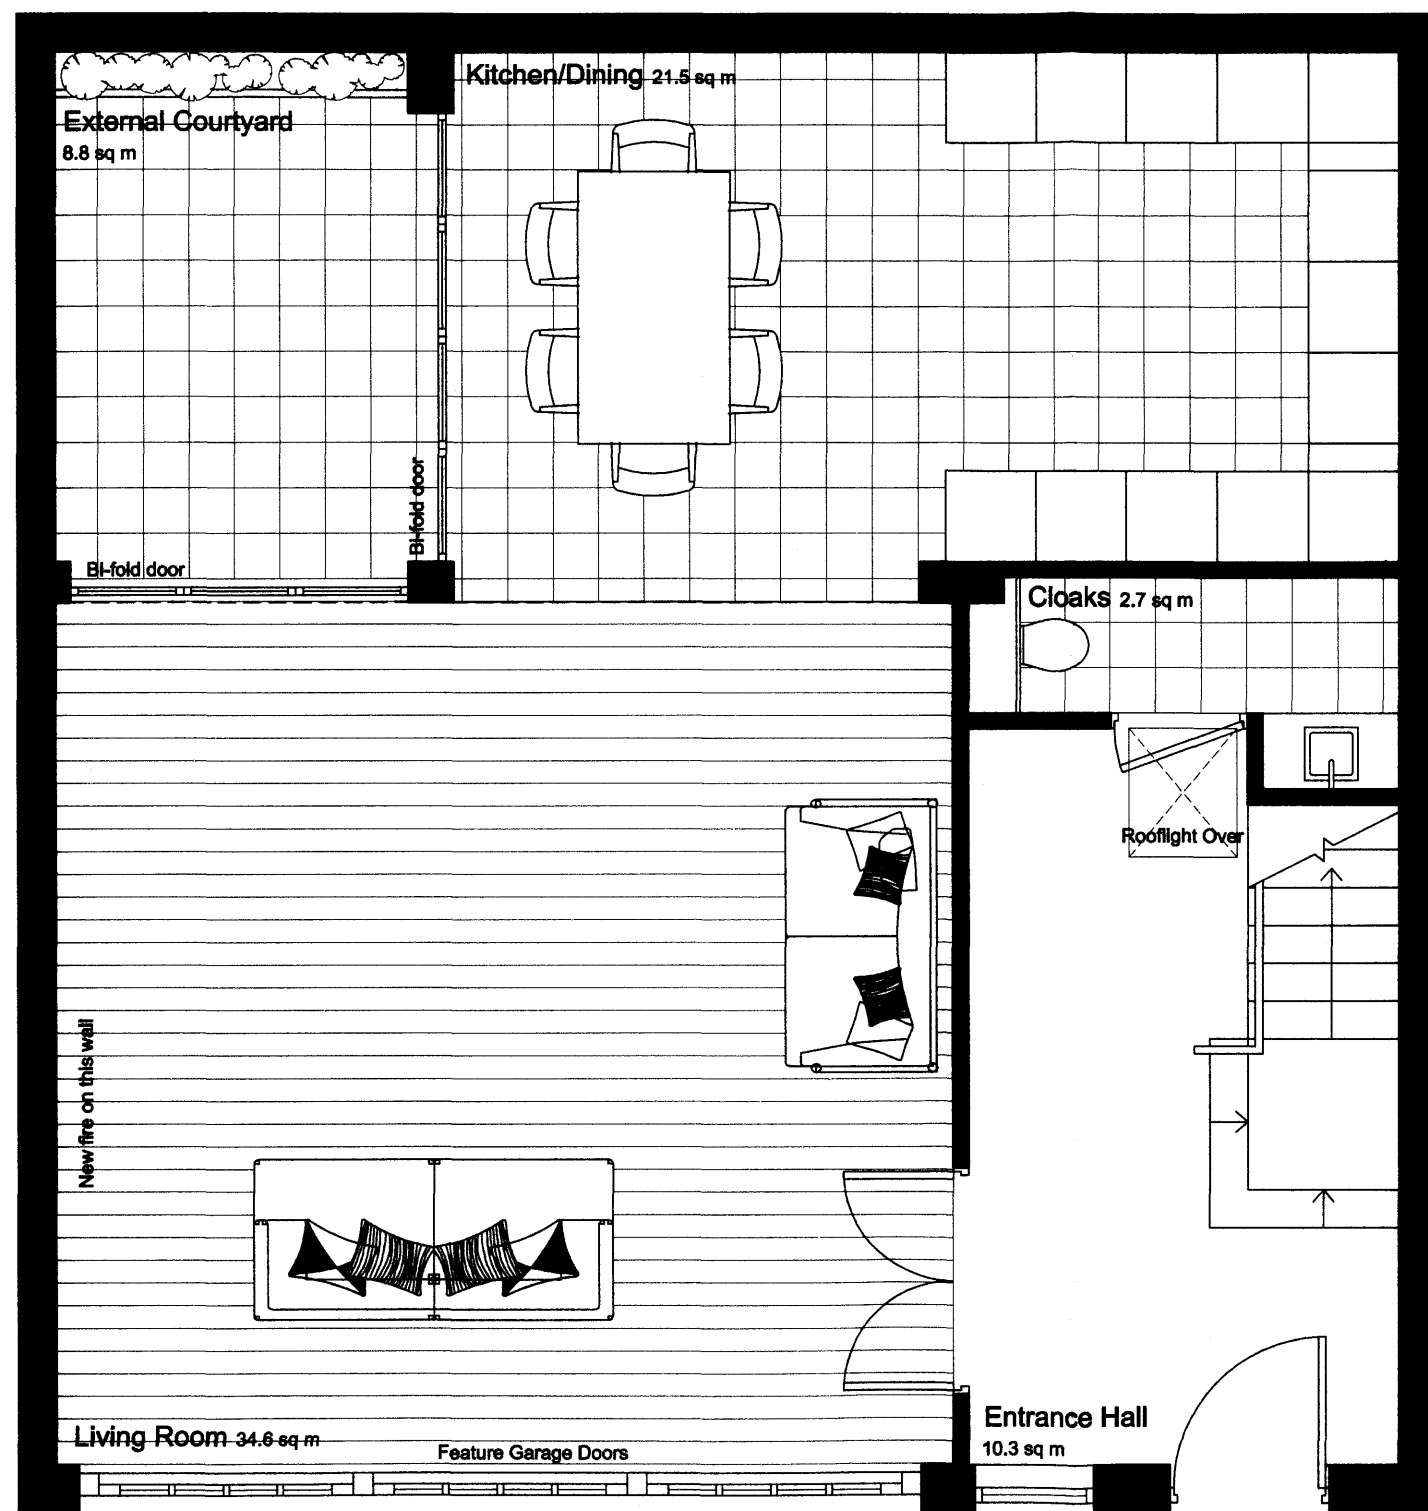 Kitchen/Dining 21.5 sq m
External Courtyard
8.8 sq m
Bi-fold door
Bi-fold door
Cloaks 2.7 sq m
Rooflight Over
New fire on this wall
Living Room 34.6 sq m
Feature Garage Doors
Entrance Hall
10.3 sq m